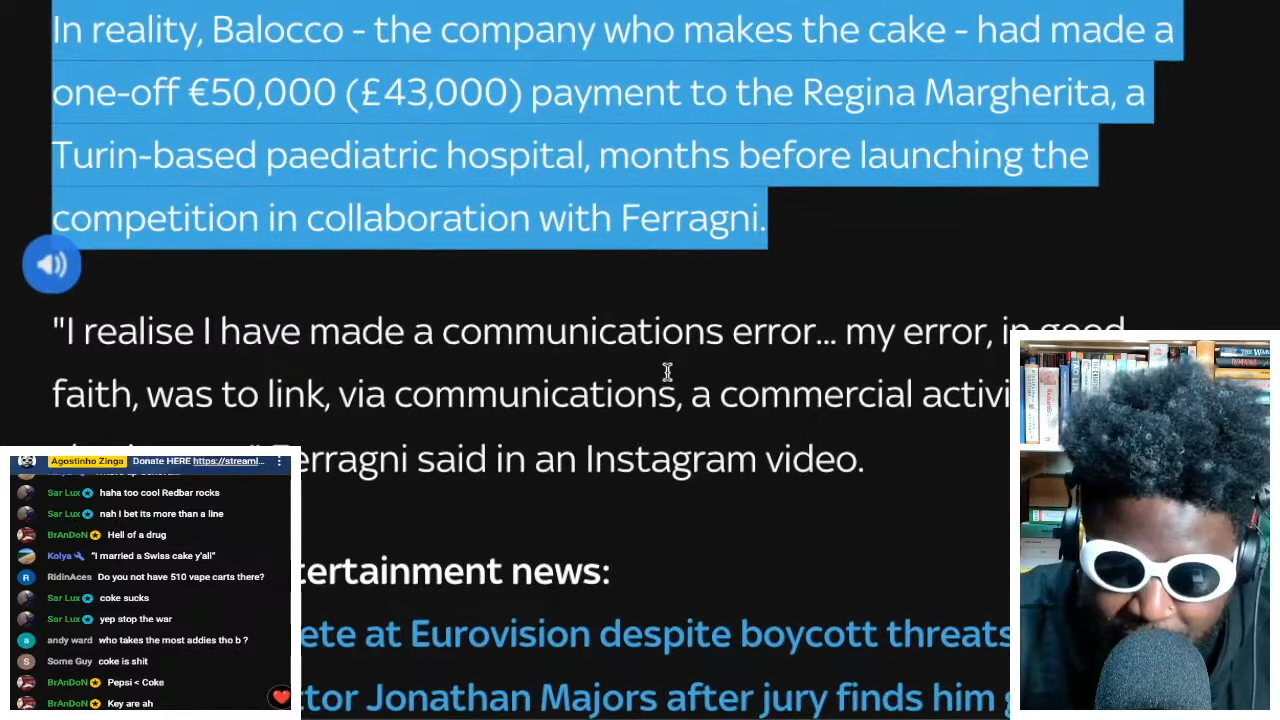 In reality, Balocco - the company who makes the cake - had made a
one-off €50,000 (£43,000) payment to the Regina Margherita, a
Turin-based paediatric hospital, months before launching the
competition in collaboration with Ferragni.
"I realise I have made a communications error... my error, in good
faith, was to link, via communications, a commercial activi
erragni said in an Instagram video.
tertainment news:
ete at Eurovision despite boycott threats
ctor Jonathan Majors after jury finds him g
Agostinho Zinga Donate HERE https://streaml...
Sar Lux haha too cool Redbar rocks
Sar Lux nah I bet its more than a line
BrAnDoN Hell of a drug
Kolya "I married a Swiss cake y'all!"
RidinAces Do you not have 510 vape carts there?
Sar Lux coke sucks
Sar Lux yep stop the war
andy ward who takes the most addies tho b ?
Some Guy coke is shit
BrAnDoN Pepsi < Coke
BrAnDoN Key are ah